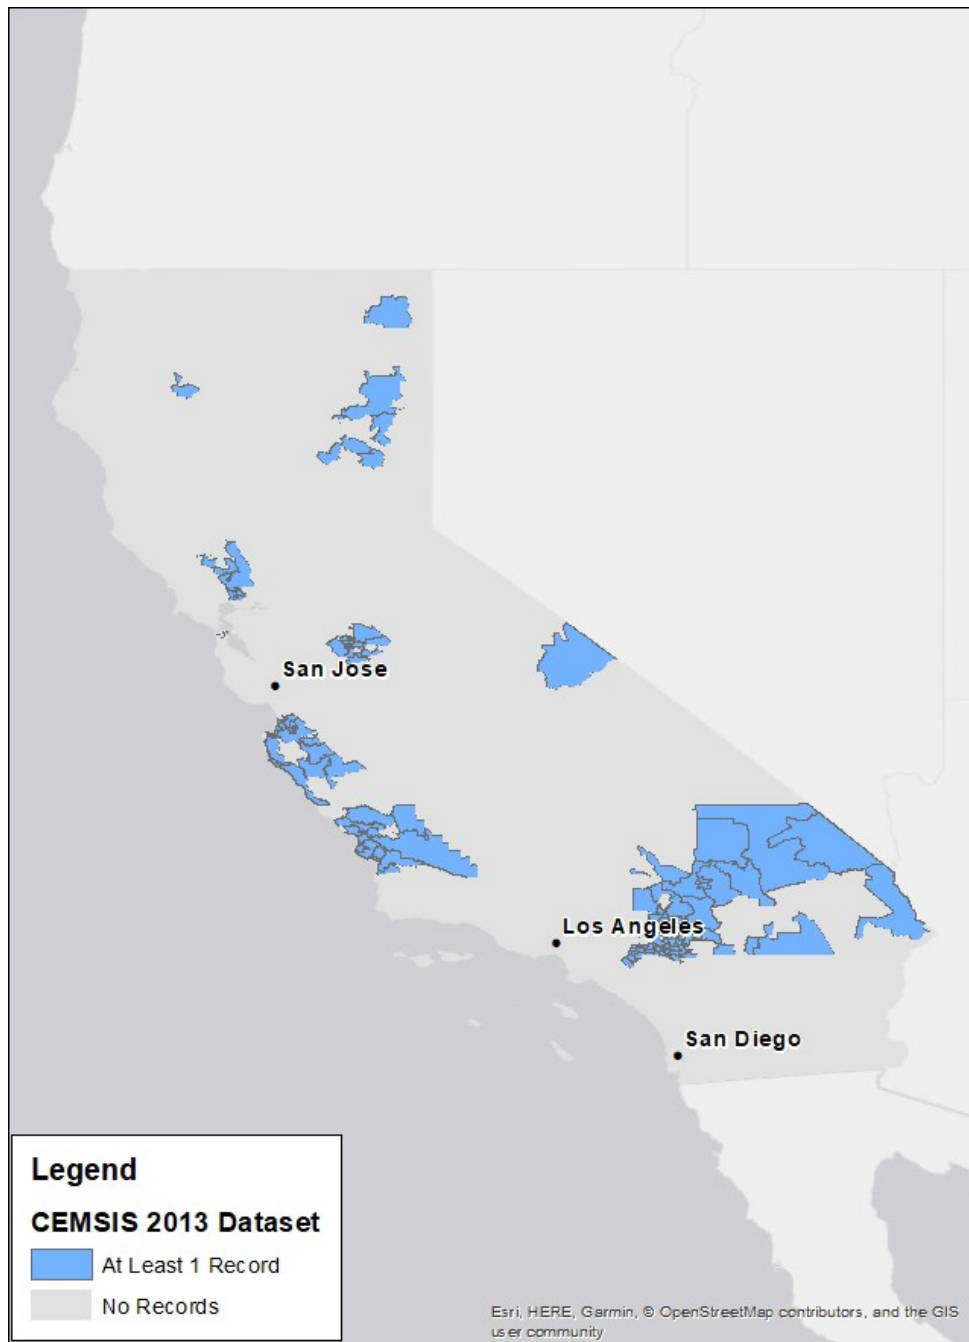 San Jose
Los Angeles
San Diego
Legend
CEMSIS 2013 Dataset
At Least 1 Record
No Records
Esri, HERE, Garmin, © OpenStreetMap contributors, and the GIS
user community